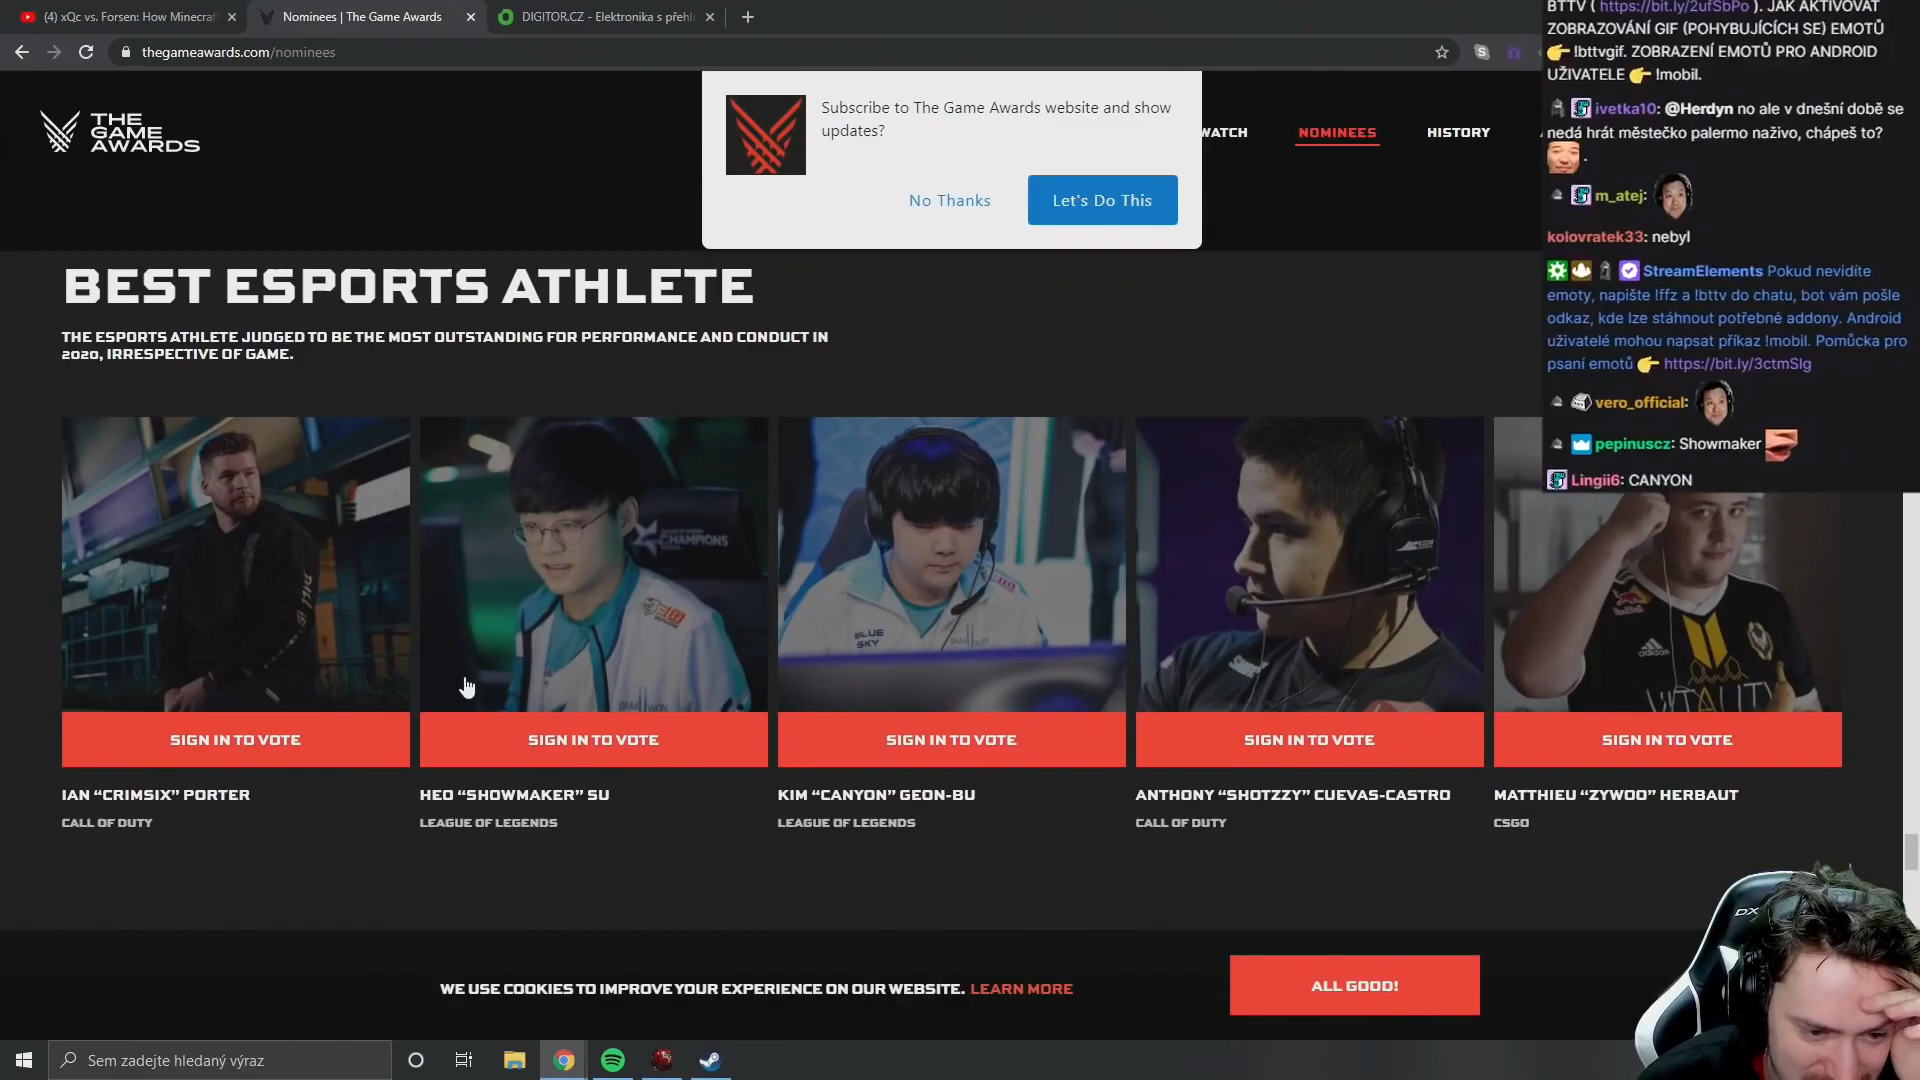 (4) xQc vs. Forsen: How Minecraf
Nominees | The Game Awards
DIGITOR.CZ - Elektronika s přehl
thegameawards.com/nominees
THE
GAME
AWARDS
Subscribe to The Game Awards website and show
updates?
No Thanks
Let's Do This
WATCH
NOMINEES
HISTORY
BEST ESPORTS ATHLETE
THE ESPORTS ATHLETE JUDGED TO BE THE MOST OUTSTANDING FOR PERFORMANCE AND CONDUCT IN
2020, IRRESPECTIVE OF GAME.
BTTV ( https://bit.ly/2ufSbPo ). JAK AKTIVOVAT
ZOBRAZOVÁNÍ GIF (POHYBUJÍCÍCH SE) EMOTŮ
👉 !bttvgif. ZOBRAZENÍ EMOTŮ PRO ANDROID
UŽIVATELE 👉 !mobil.
ivetka10: @Herdyn no ale v dnešní době se
nedá hrát městečko palermo naživo, chápeš to?
.
m_atej:
kolovratek33: nebyl
StreamElements Pokud nevidíte
emoty, napište !ffz a !bttv do chatu, bot vám pošle
odkaz, kde lze stáhnout potřebné addony. Android
uživatelé mohou napsat příkaz !mobil. Pomůcka pro
psaní emotů 👉 https://bit.ly/3ctmSIg
vero_official:
pepinuscz: Showmaker
Lingii6: CANYON
CHAMPIONS
BLUE
SKY
DAMWON
VITALITY
adidas
SIGN IN TO VOTE
SIGN IN TO VOTE
SIGN IN TO VOTE
SIGN IN TO VOTE
SIGN IN TO VOTE
IAN “CRIMSIX” PORTER
CALL OF DUTY
HEO “SHOWMAKER” SU
LEAGUE OF LEGENDS
KIM “CANYON” GEON-BU
LEAGUE OF LEGENDS
ANTHONY “SHOTZZY” CUEVAS-CASTRO
CALL OF DUTY
MATTHIEU “ZYWOO” HERBAUT
CSGO
WE USE COOKIES TO IMPROVE YOUR EXPERIENCE ON OUR WEBSITE. LEARN MORE
ALL GOOD!
DX
Sem zadejte hledaný výraz